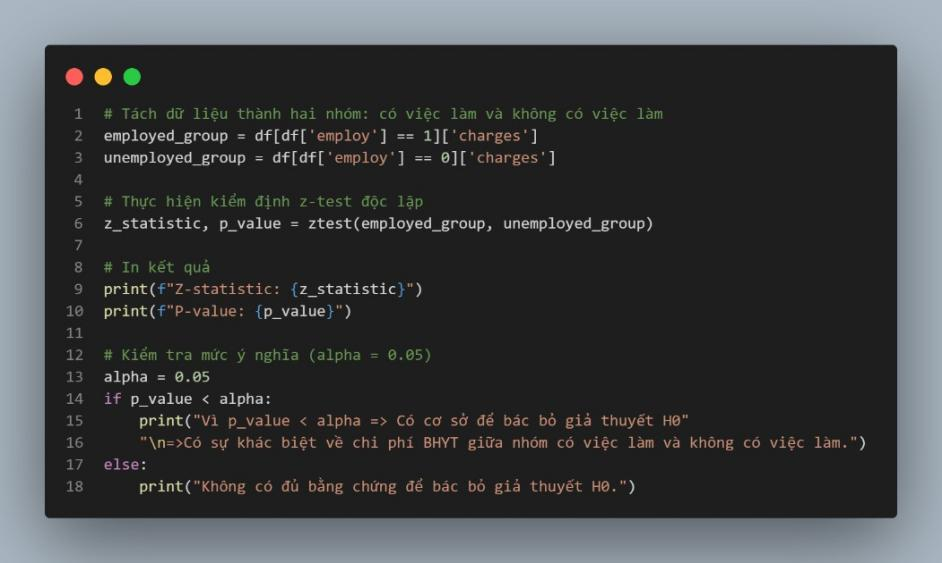 1 # Tách dữ liệu thành hai nhóm: có việc làm và không có việc làm
2 employed_group = df[df['employ'] == 1]['charges']
3 unemployed_group = df[df['employ'] == 0]['charges']
4
5 # Thực hiện kiểm định z-test độc lập
6 z_statistic, p_value = ztest(employed_group, unemployed_group)
7
8 # In kết quả
9 print(f"Z-statistic: {z_statistic}")
10 print(f"P-value: {p_value}")
11
12 # Kiểm tra mức ý nghĩa (alpha = 0.05)
13 alpha = 0.05
14 if p_value < alpha:
15     print("Vì p_value < alpha => Có cơ sở để bác bỏ giả thuyết H0"
16     "\n=>Có sự khác biệt về chi phí BHYT giữa nhóm có việc làm và không có việc làm.")
17 else:
18     print("Không có đủ bằng chứng để bác bỏ giả thuyết H0.")